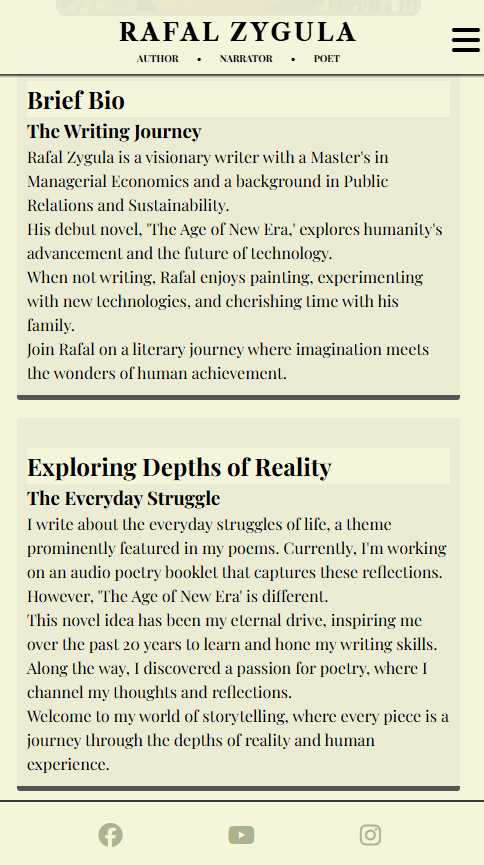 RAFAL ZYGULA
AUTHOR • NARRATOR • POET
Brief Bio
The Writing Journey
Rafal Zygula is a visionary writer with a Master's in
Managerial Economics and a background in Public
Relations and Sustainability.
His debut novel, 'The Age of New Era,' explores humanity's
advancement and the future of technology.
When not writing, Rafal enjoys painting, experimenting
with new technologies, and cherishing time with his
family.
Join Rafal on a literary journey where imagination meets
the wonders of human achievement.
Exploring Depths of Reality
The Everyday Struggle
I write about the everyday struggles of life, a theme
prominently featured in my poems. Currently, I'm working
on an audio poetry booklet that captures these reflections.
However, 'The Age of New Era' is different.
This novel idea has been my eternal drive, inspiring me
over the past 20 years to learn and hone my writing skills.
Along the way, I discovered a passion for poetry, where I
channel my thoughts and reflections.
Welcome to my world of storytelling, where every piece is a
journey through the depths of reality and human
experience.